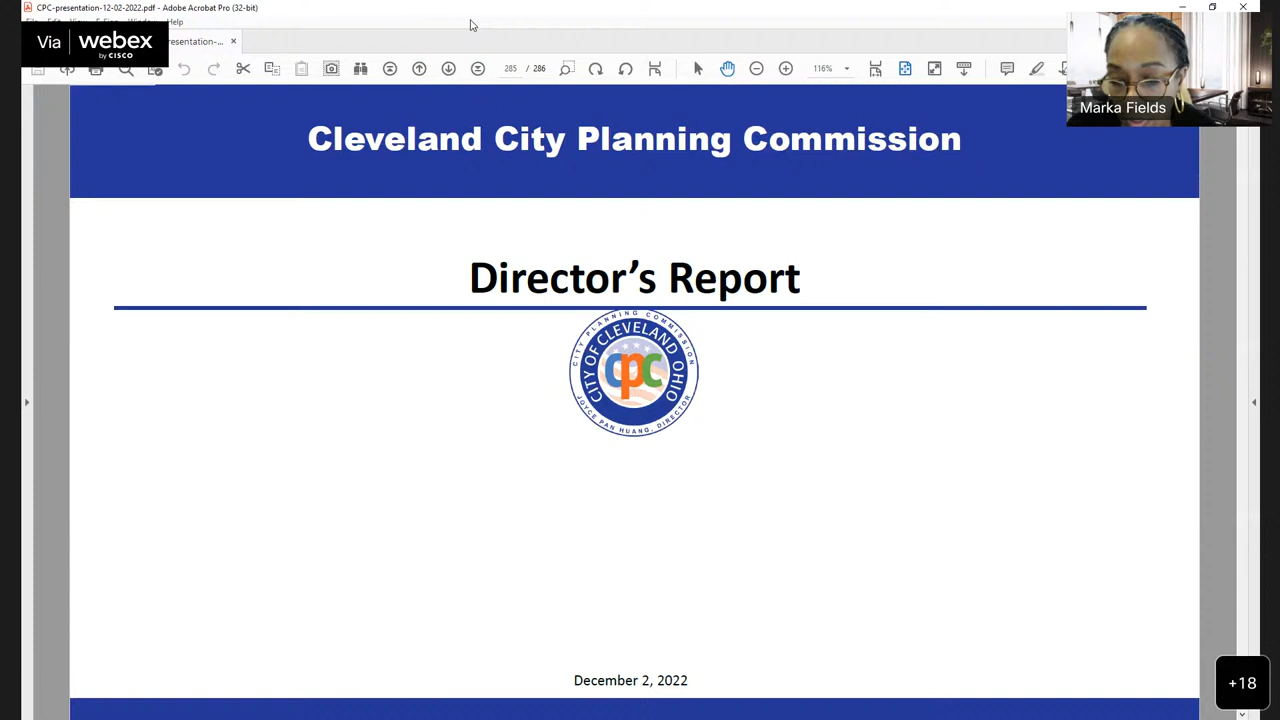 CPC-presentation-12-02-2022.pdf - Adobe Acrobat Pro (32-bit)
Help
Via webex
by CISCO
resentation-... ×
285 / 286
116%
Marka Fields
Cleveland City Planning Commission
Director's Report
CITY PLANNING COMMISSION
CITY OF CLEVELAND OHIO
cpc
JOYCE PAN HUANG, DIRECTOR
December 2, 2022
+18